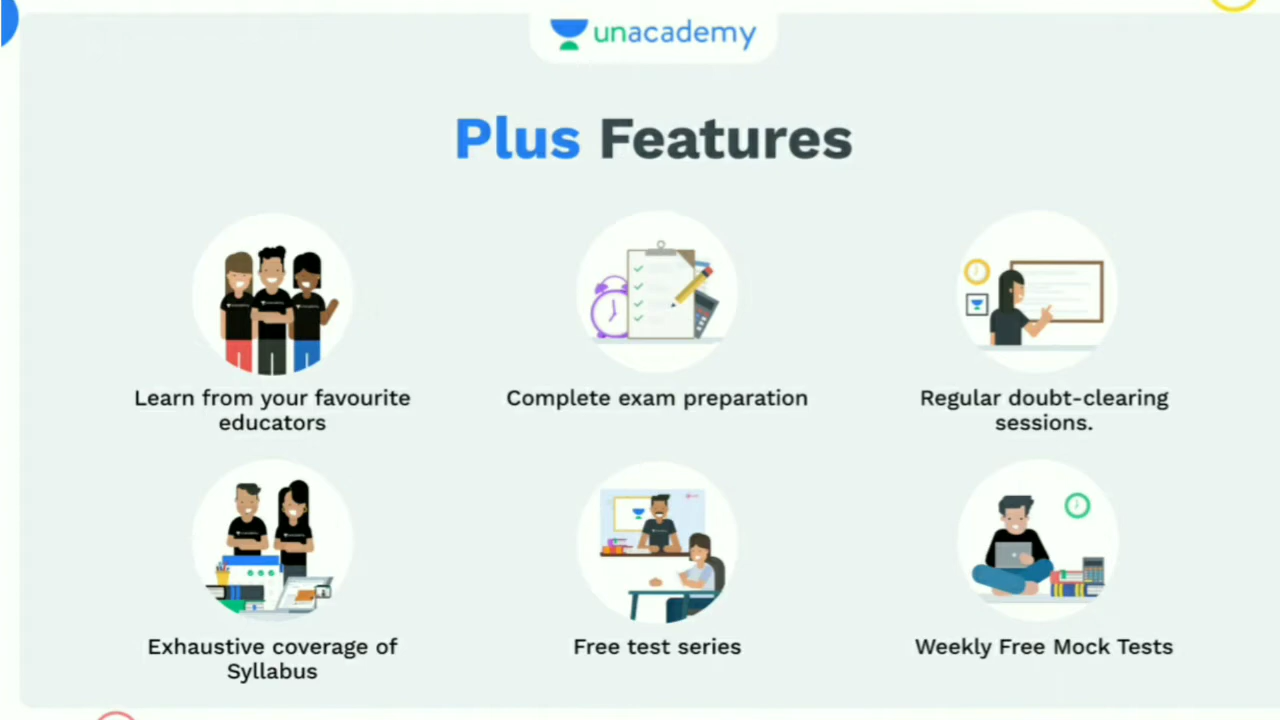 unacademy
Plus Features
Learn from your favourite
educators
Complete exam preparation
Regular doubt-clearing
sessions.
Exhaustive coverage of
Syllabus
Free test series
Weekly Free Mock Tests